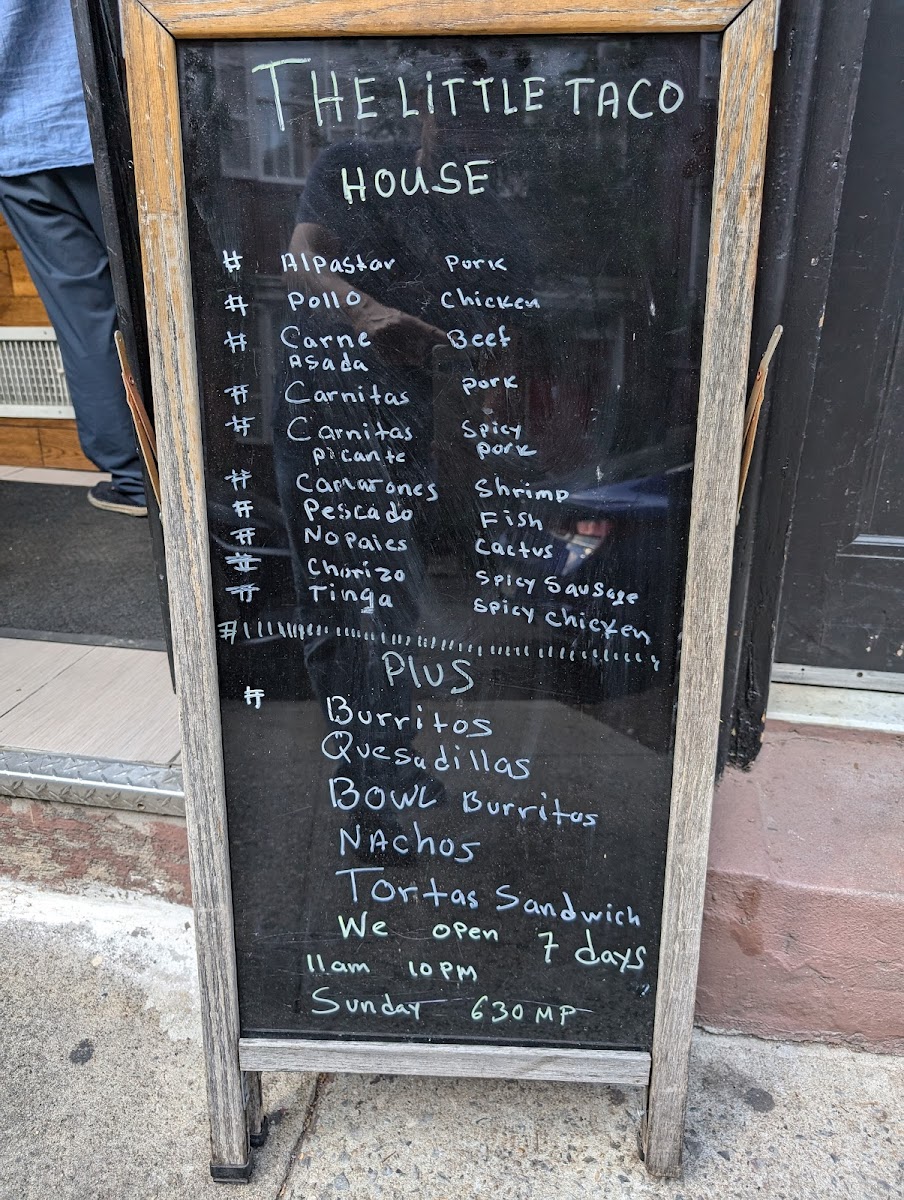 THE LITTLE TACO
HOUSE
# Alpastor Pork
# Pollo Chicken
# Carne Beef
Asada
# Carnitas pork
# Carnitas Spicy
picante pork
# Camarones Shrimp
# Pescado Fish
# Nopales Cactus
# Chorizo Spicy Sausage
# Tinga Spicy chicken
#
PLUS
# Burritos
Quesadillas
BOWL Burritos
NAchos
Tortas Sandwich
We open 7 days
11am 10PM
Sunday 630 MP